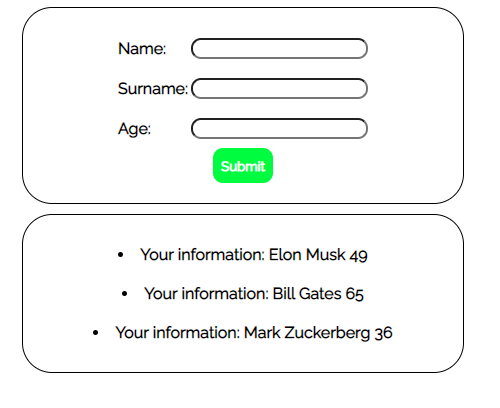 Name:
Surname:
Age:
Submit
• Your information: Elon Musk 49
• Your information: Bill Gates 65
• Your information: Mark Zuckerberg 36